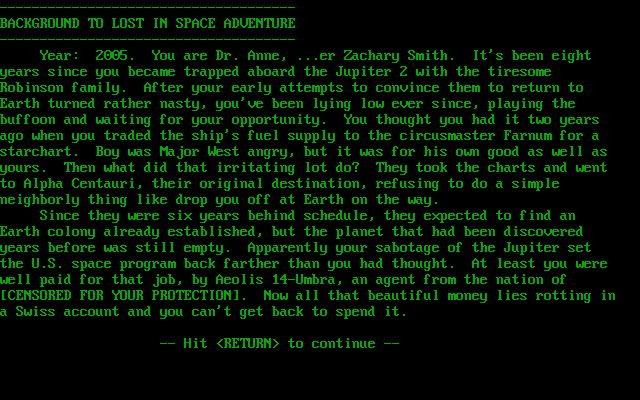 -------------------------------------
BACKGROUND TO LOST IN SPACE ADVENTURE
-------------------------------------
Year:  2005.  You are Dr. Anne, ...er Zachary Smith.  It's been eight
years since you became trapped aboard the Jupiter 2 with the tiresome
Robinson family.  After your early attempts to convince them to return to
Earth turned rather nasty, you've been lying low ever since, playing the
buffoon and waiting for your opportunity.  You thought you had it two years
ago when you traded the ship's fuel supply to the circusmaster Farnum for a
starchart.  Boy was Major West angry, but it was for his own good as well as
yours.  Then what did that irritating lot do?  They took the charts and went
to Alpha Centauri, their original destination, refusing to do a simple
neighborly thing like drop you off at Earth on the way.
Since they were six years behind schedule, they expected to find an
Earth colony already established, but the planet that had been discovered
years before was still empty.  Apparently your sabotage of the Jupiter set
the U.S. space program back farther than you had thought.  At least you were
well paid for that job, by Aeolis 14-Umbra, an agent from the nation of
[CENSORED FOR YOUR PROTECTION].  Now all that beautiful money lies rotting in
a Swiss account and you can't get back to spend it.
-- Hit <RETURN> to continue --